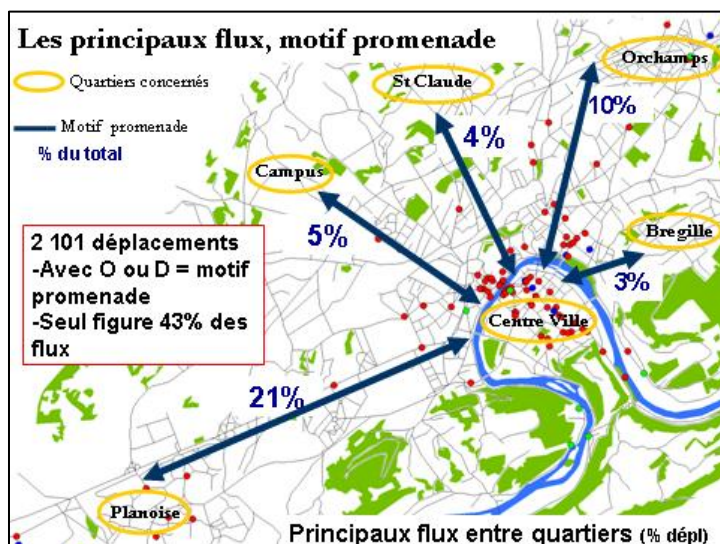 Les principaux flux, motif promenade
Quartiers concernés
Motif promenade
% du total
Orchamps
St Claude
10%
4%
Campus
5%
Bregille
3%
2 101 déplacements
-Avec O ou D = motif
promenade
-Seul figure 43% des
flux
Centre Ville
21%
Planoise
Principaux flux entre quartiers (% dépl)